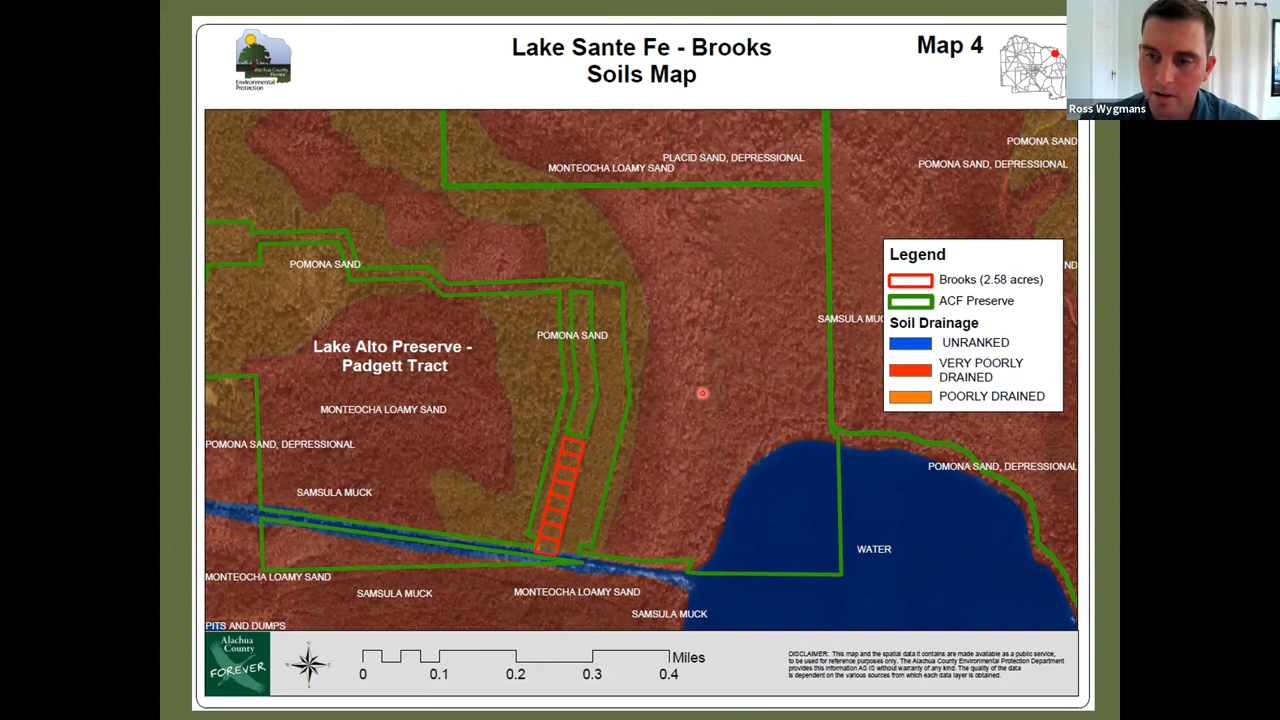 Lake Sante Fe - Brooks
Soils Map
Map 4
Alachua County
Environmental
Protection
Ross Wygmans
POMONA SAND
PLACID SAND, DEPRESSIONAL
MONTEOCHA LOAMY SAND
POMONA SAND, DEPRESSIONAL
POMONA SAND
ND
POMONA SAND
SAMSULA MUC
Lake Alto Preserve -
Padgett Tract
MONTEOCHA LOAMY SAND
POMONA SAND, DEPRESSIONAL
POMONA SAND, DEPRESSIONAL
SAMSULA MUCK
WATER
MONTEOCHA LOAMY SAND
SAMSULA MUCK
MONTEOCHA LOAMY SAND
SAMSULA MUCK
PITS AND DUMPS
Legend
Brooks (2.58 acres)
ACF Preserve
Soil Drainage
UNRANKED
VERY POORLY
DRAINED
POORLY DRAINED
Alachua
County
FOREVER
Miles
0 0.1 0.2 0.3 0.4
DISCLAIMER: This map and the spatial data it contains are made available as a public service,
to be used for reference purposes only. The Alachua County Environmental Protection Department
provides this information AS IS without warranty of any kind. The quality of the data
is dependent on the various sources from which each data layer is obtained.